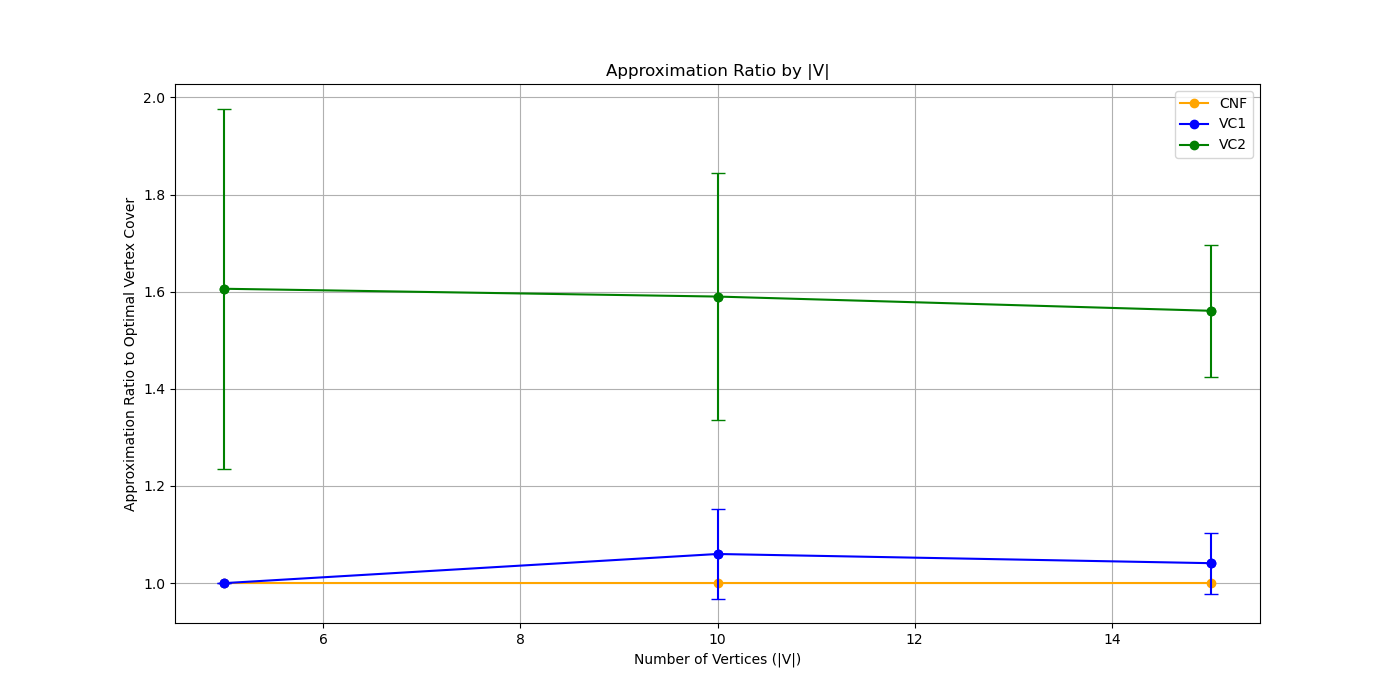 Approximation Ratio by |V|
CNF
VC1
VC2
Approximation Ratio to Optimal Vertex Cover
2.0
1.8
1.6
1.4
1.2
1.0
6
8
10
12
14
Number of Vertices (|V|)